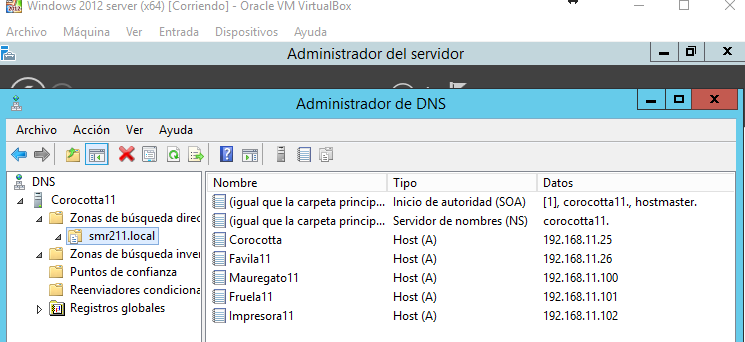 Windows 2012 server (x64) [Corriendo] - Oracle VM VirtualBox
Archivo Máquina Ver Entrada Dispositivos Ayuda
Administrador del servidor
Administrador de DNS
Archivo Acción Ver Ayuda
DNS
Corocotta11
Zonas de búsqueda direc
smr211.local
Zonas de búsqueda inver
Puntos de confianza
Reenviadores condiciona
Registros globales
Nombre Tipo Datos
(igual que la carpeta princip... Inicio de autoridad (SOA) [1], corocotta11., hostmaster.
(igual que la carpeta princip... Servidor de nombres (NS) corocotta11.
Corocotta Host (A) 192.168.11.25
Favila11 Host (A) 192.168.11.26
Mauregato11 Host (A) 192.168.11.100
Fruela11 Host (A) 192.168.11.101
Impresora11 Host (A) 192.168.11.102